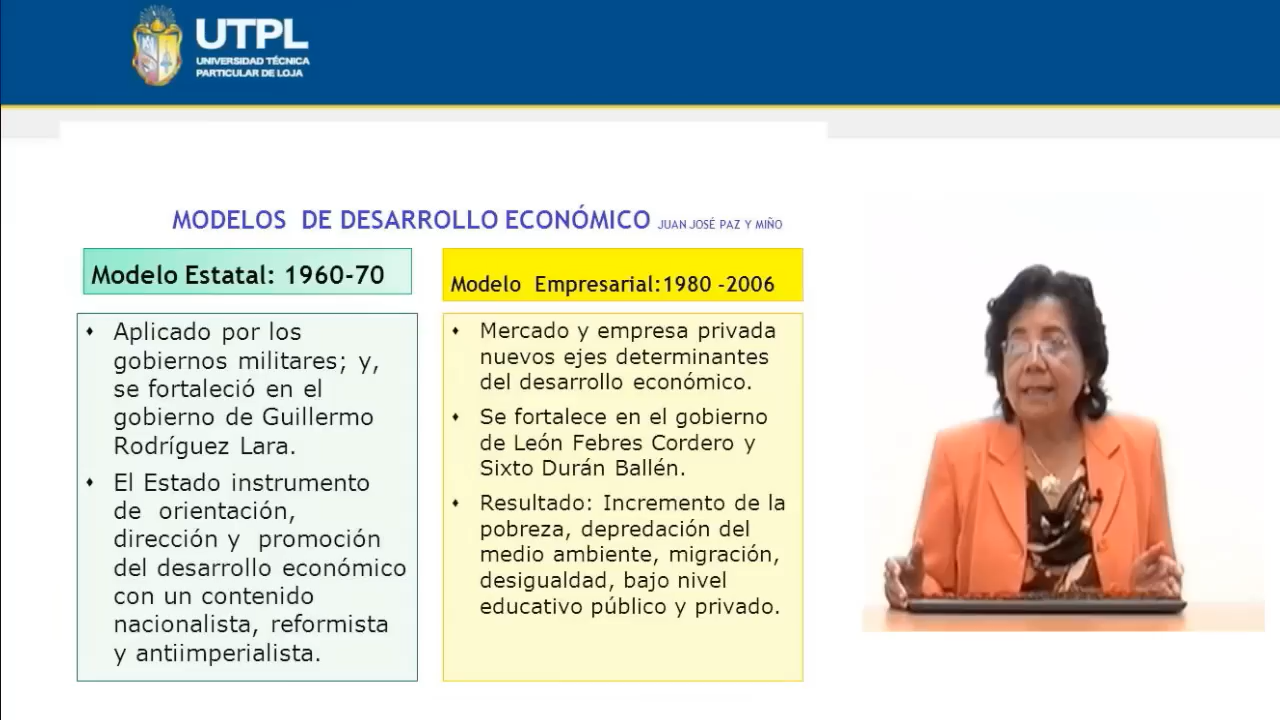 UTPL
UNIVERSIDAD TÉCNICA
PARTICULAR DE LOJA
MODELOS DE DESARROLLO ECONÓMICO JUAN JOSÉ PAZ Y MIÑO
Modelo Estatal: 1960-70
• Aplicado por los
gobiernos militares; y,
se fortaleció en el
gobierno de Guillermo
Rodríguez Lara.
• El Estado instrumento
de orientación,
dirección y promoción
del desarrollo económico
con un contenido
nacionalista, reformista
y antiimperialista.
Modelo Empresarial:1980 -2006
• Mercado y empresa privada
nuevos ejes determinantes
del desarrollo económico.
• Se fortalece en el gobierno
de León Febres Cordero y
Sixto Durán Ballén.
• Resultado: Incremento de la
pobreza, depredación del
medio ambiente, migración,
desigualdad, bajo nivel
educativo público y privado.